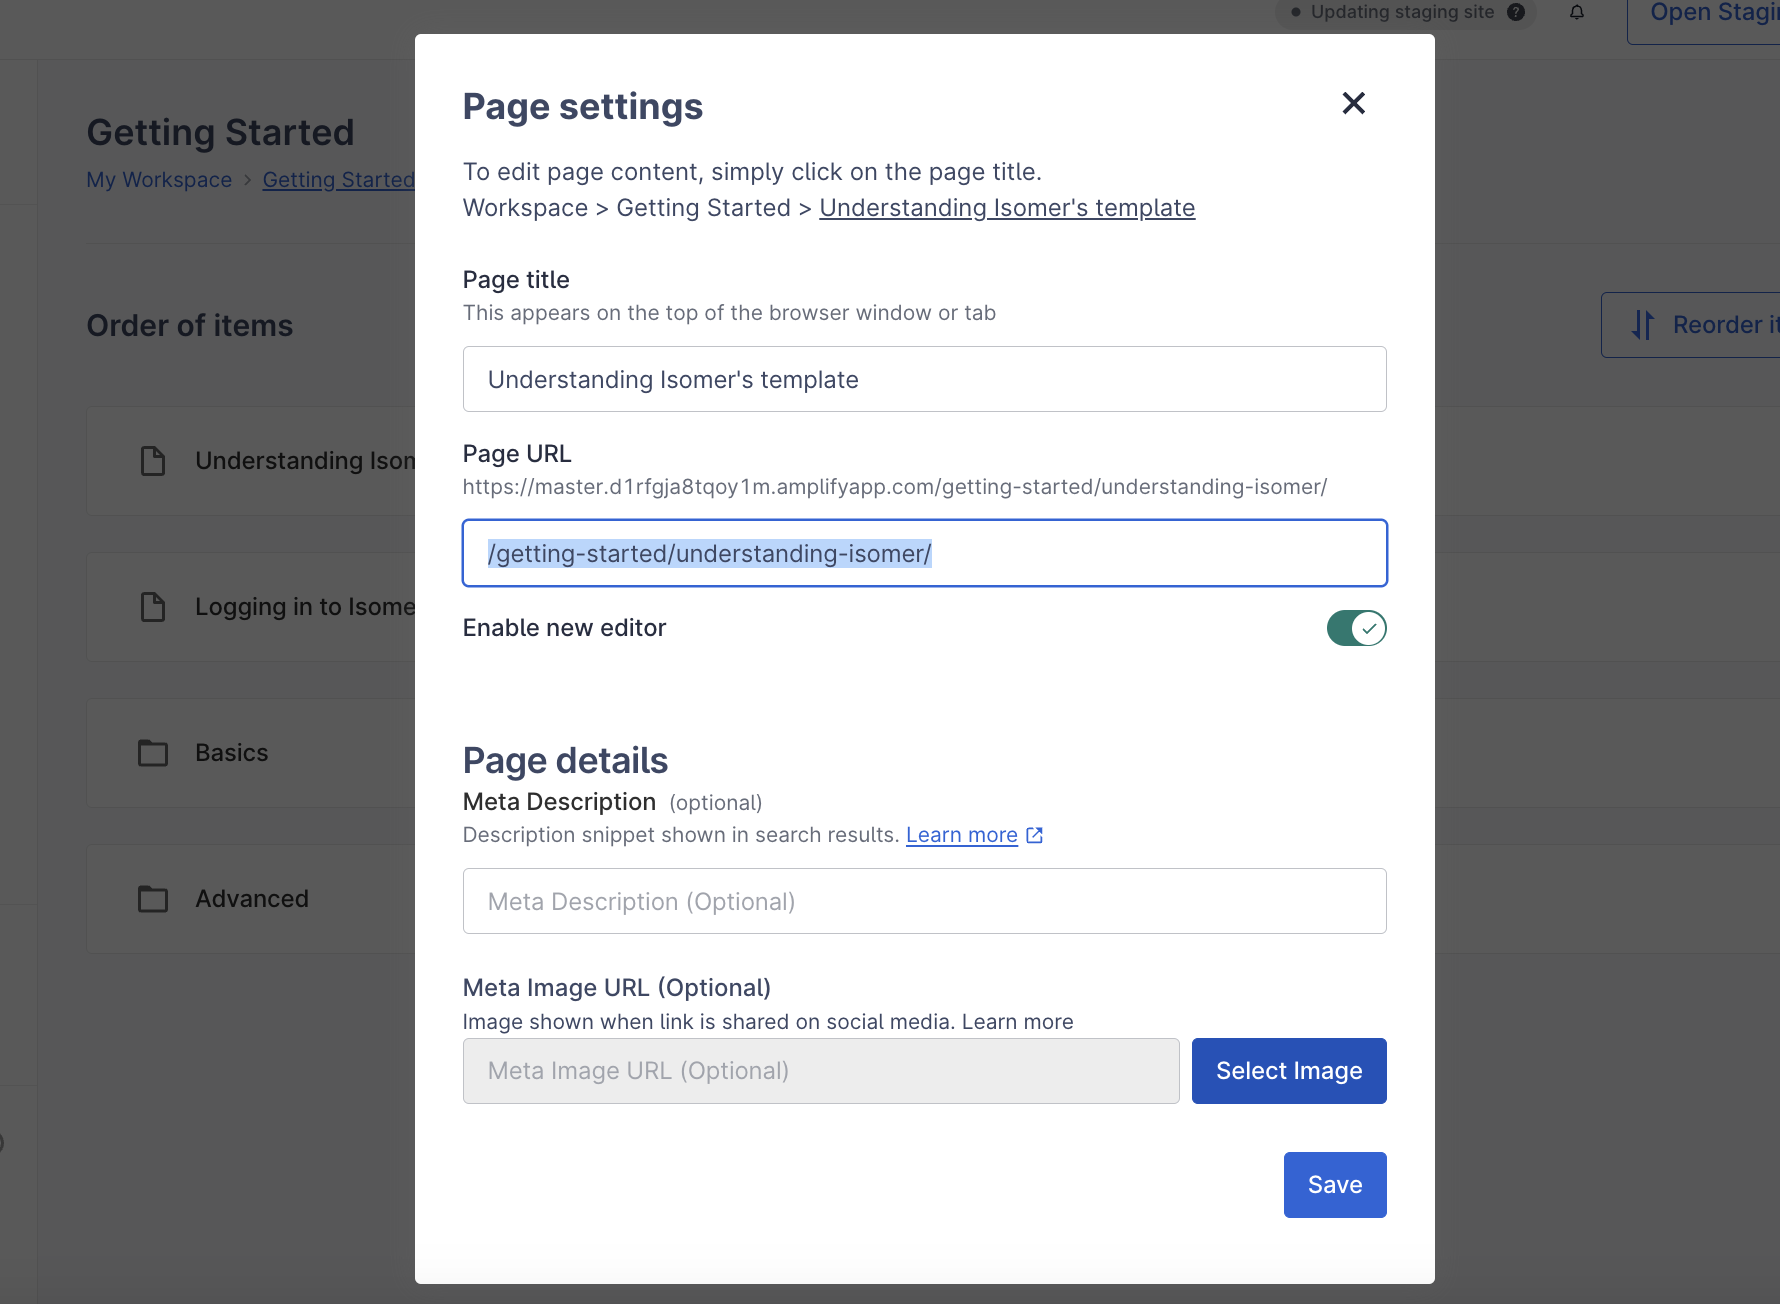 Updating staging site
Open
Getting Started
My Workspace > Getting Started
Order of items
Reorder
Understanding
Logging in to
Basics
Advanced
Page settings
To edit page content, simply click on the page title.
Workspace > Getting Started > Understanding Isomer's template
Page title
This appears on the top of the browser window or tab
Understanding Isomer's template
Page URL
https://master.d1rfgja8tqoy1m.amplifyapp.com/getting-started/understanding-isomer/
/getting-started/understanding-isomer/
Enable new editor
Page details
Meta Description (optional)
Description snippet shown in search results. Learn more
Meta Description (Optional)
Meta Image URL (Optional)
Image shown when link is shared on social media. Learn more
Meta Image URL (Optional)
Select Image
Save